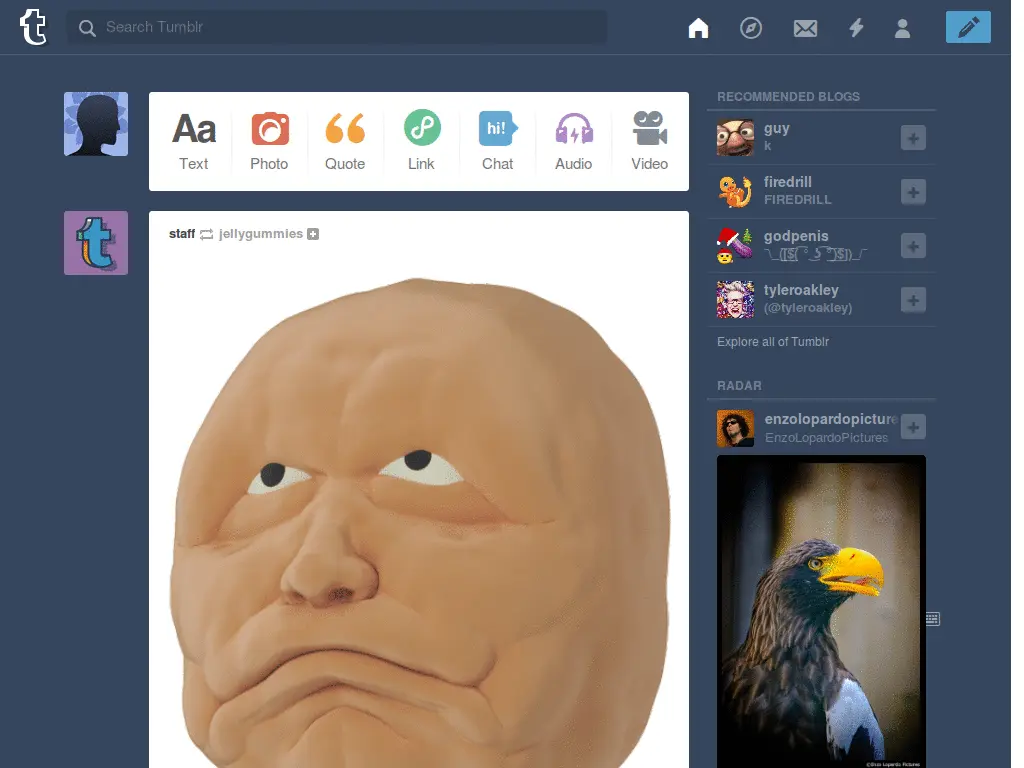 Search Tumblr
Aa
hi!
Text
Photo
Quote
Link
Chat
Audio
Video
staff jellygummies
RECOMMENDED BLOGS
guy
k
firedrill
FIREDRILL
godpenis
tyleroakley
(@tyleroakley)
Explore all of Tumblr
RADAR
enzolopardopicture
EnzoLopardoPictures
©Enzo Lopardo Pictures